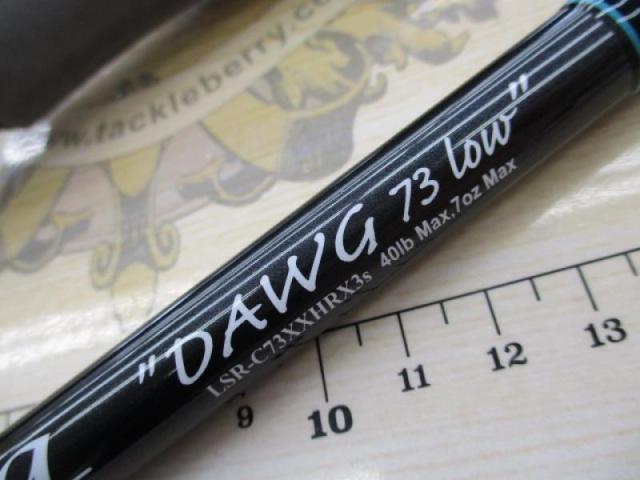 www.tackleberry.co
"DAWG 73 low"
LSR-C73XXHRX3s 40lb Max,7oz Max
9 10 11 12 13